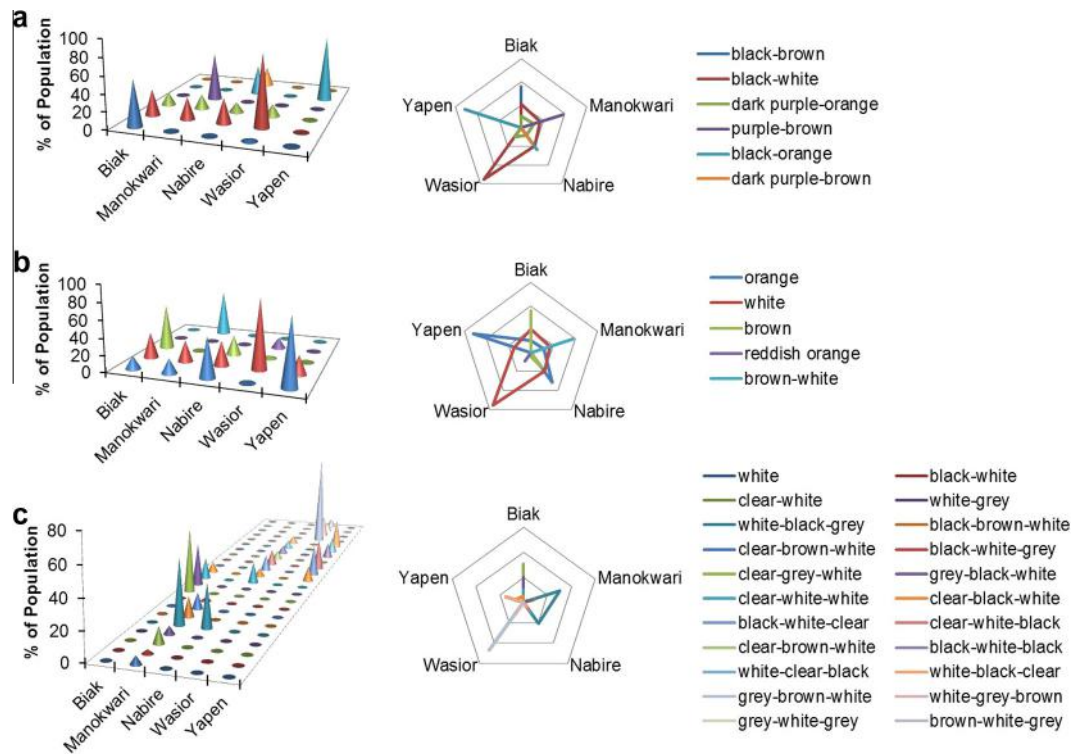 a
100
80
60
40
20
0
% of Population
Biak
Manokwari
Nabire
Wasior
Yapen
Biak
Manokwari
Nabire
Wasior
Yapen
black-brown
black-white
dark purple-orange
purple-brown
black-orange
dark purple-brown
b
100
80
60
40
20
0
% of Population
Biak
Manokwari
Nabire
Wasior
Yapen
Biak
Manokwari
Nabire
Wasior
Yapen
orange
white
brown
reddish orange
brown-white
c
80
60
40
20
0
% of Population
Biak
Manokwari
Nabire
Wasior
Yapen
Biak
Manokwari
Nabire
Wasior
Yapen
white
black-white
clear-white
white-grey
white-black-grey
black-brown-white
clear-brown-white
black-white-grey
clear-grey-white
grey-black-white
clear-white-white
clear-black-white
black-white-clear
clear-white-black
clear-brown-white
black-white-black
white-clear-black
white-black-clear
grey-brown-white
white-grey-brown
grey-white-grey
brown-white-grey